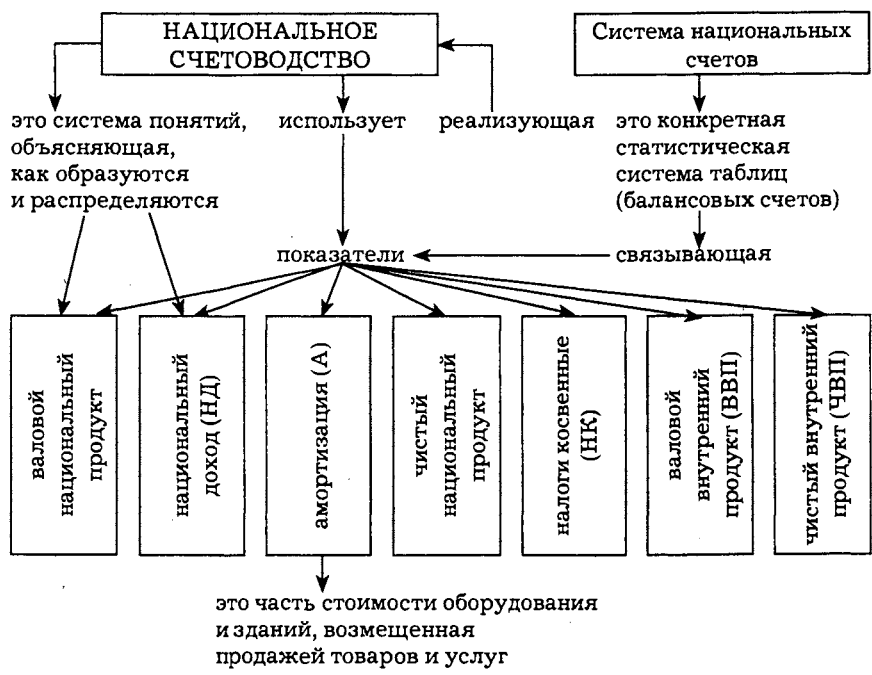 НАЦИОНАЛЬНОЕ
СЧЕТОВОДСТВО
Система национальных
счетов
это система понятий,
объясняющая,
как образуются
и распределяются
использует
реализующая
это конкретная
статистическая
система таблиц
(балансовых счетов)
показатели
связывающая
валовой
национальный
продукт
национальный
доход (НД)
амортизация (А)
чистый
национальный
продукт
налоги косвенные
(НК)
валовой
внутренний
продукт (ВВП)
чистый внутренний
продукт (ЧВП)
это часть стоимости оборудования
и зданий, возмещенная
продажей товаров и услуг